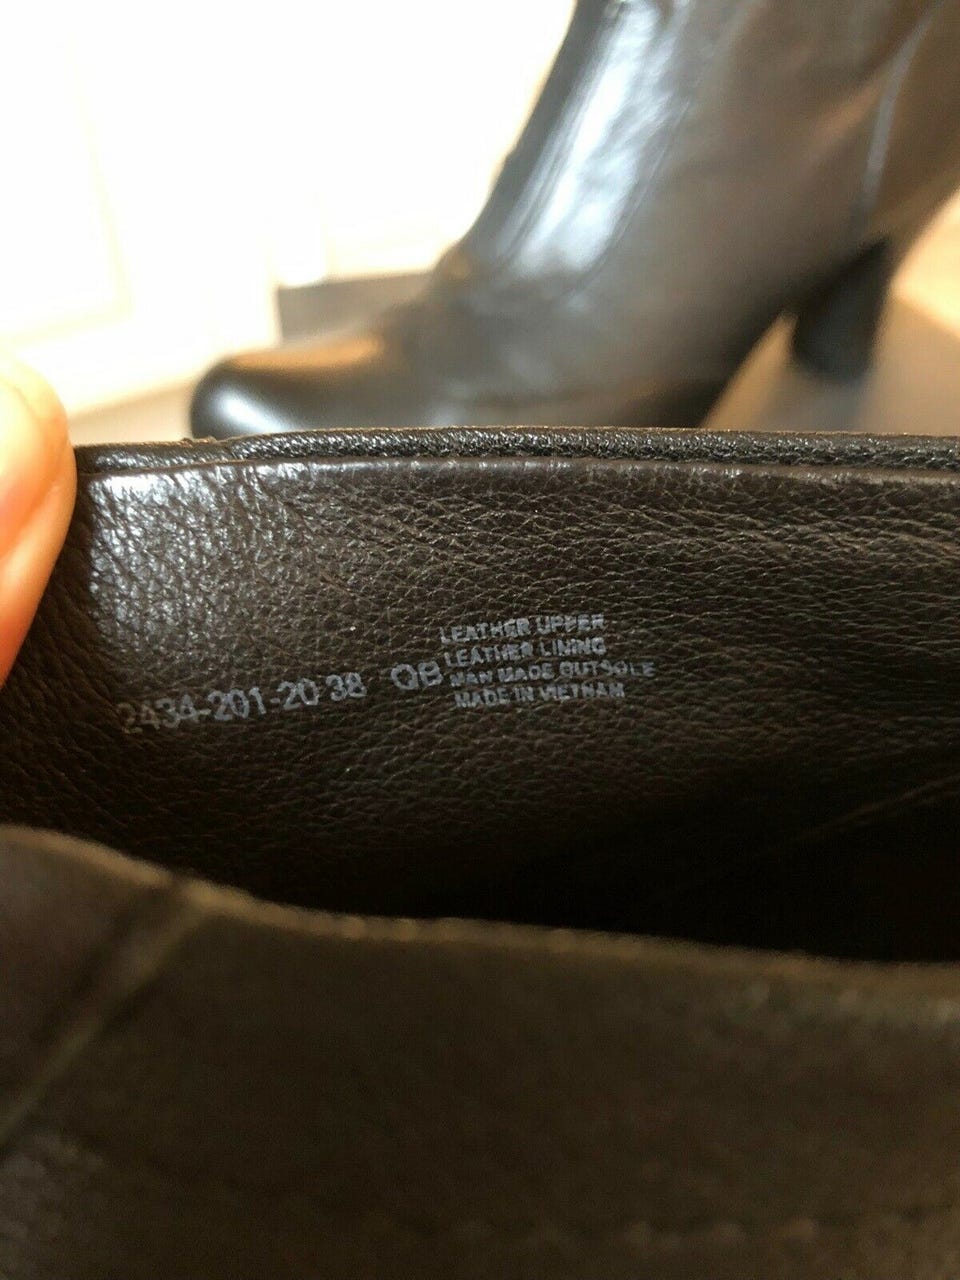 2434-201-20 38 QB
LEATHER UPPER
LEATHER LINING
MAN MADE OUTSOLE
MADE IN VIETNAM